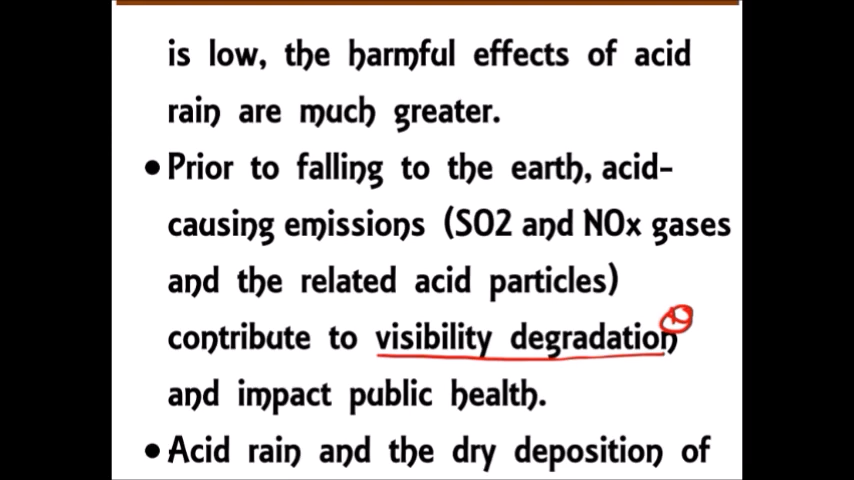 is low, the harmful effects of acid
rain are much greater.
• Prior to falling to the earth, acid-
causing emissions (SO2 and NOx gases
and the related acid particles)
contribute to visibility degradation
and impact public health.
• Acid rain and the dry deposition of